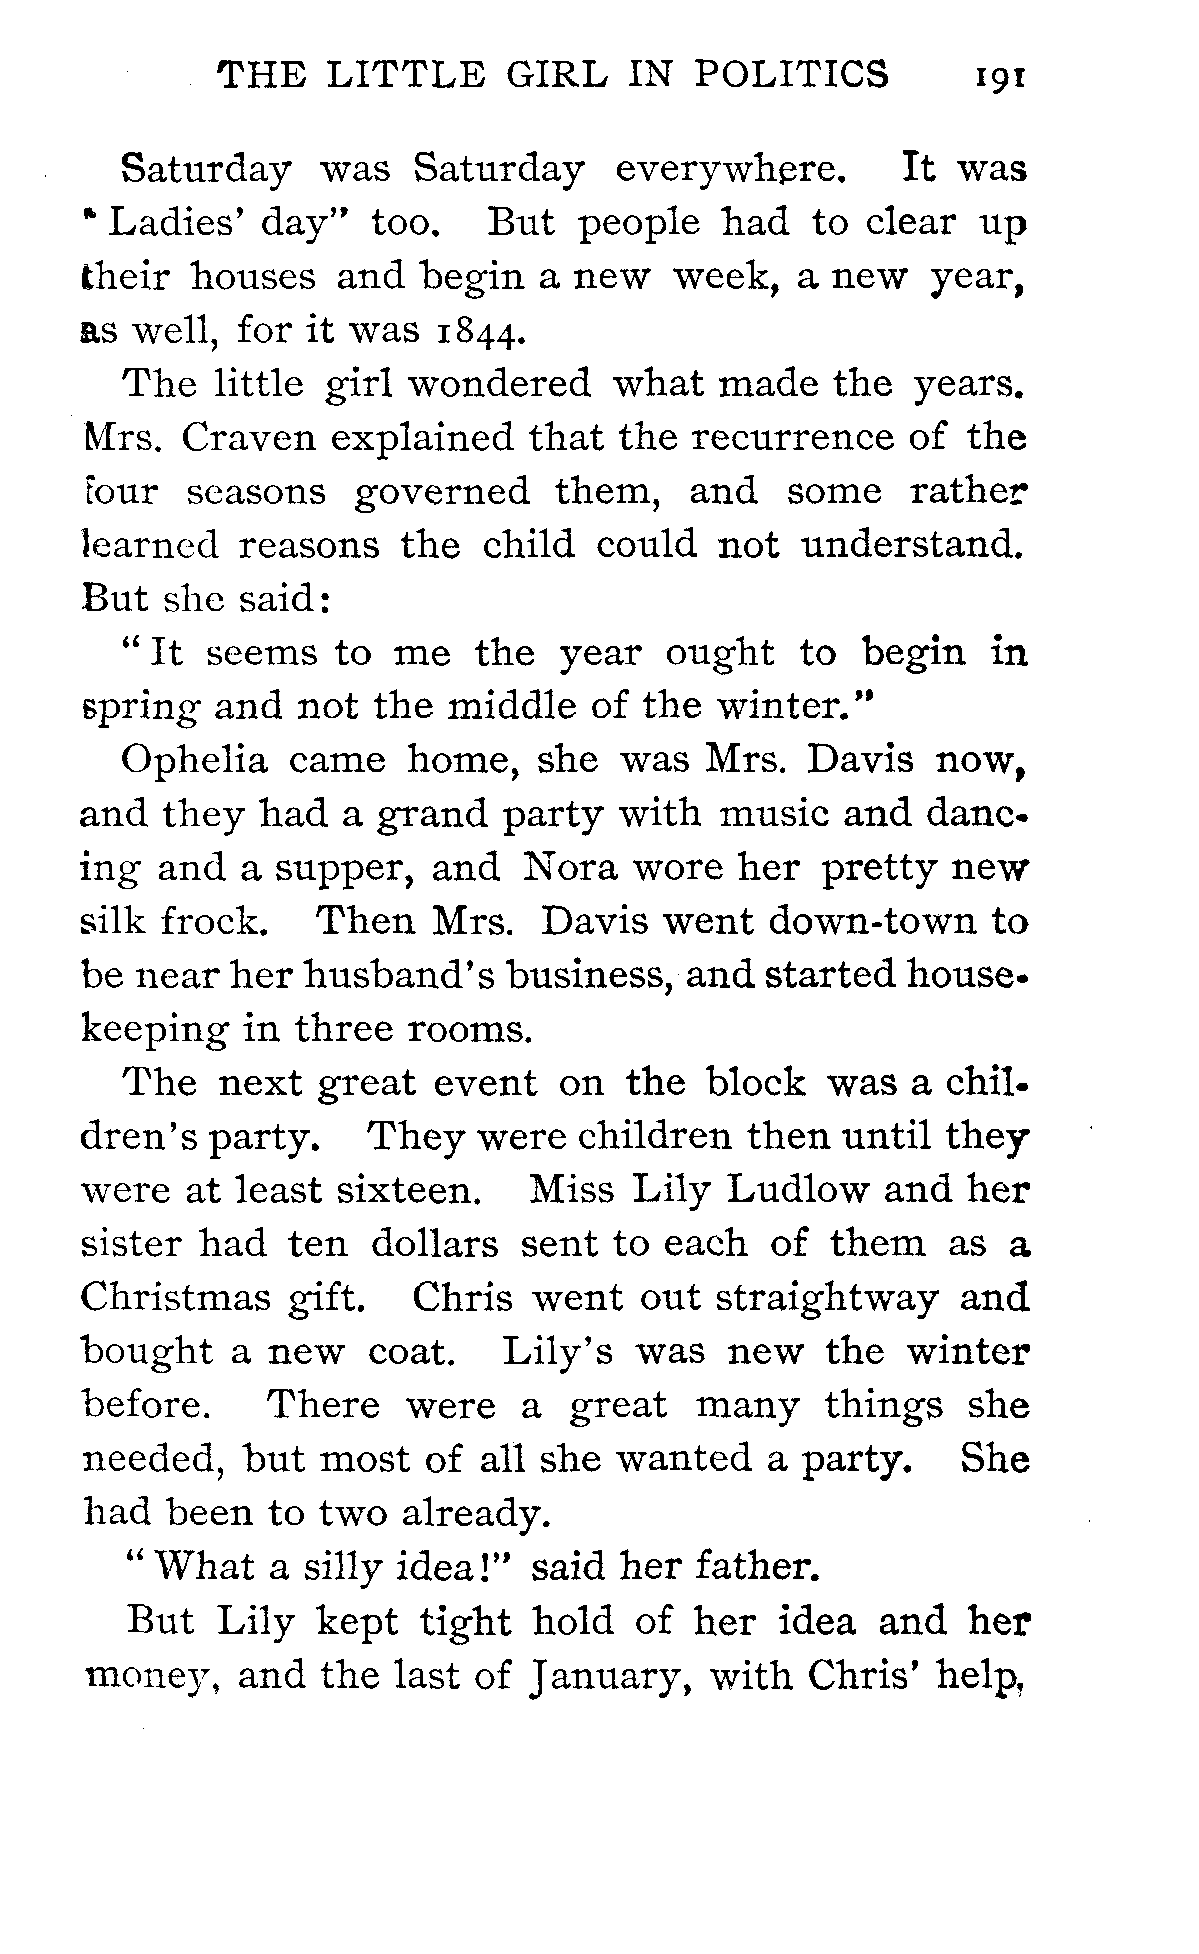 THE LITTLE GIRL IN POLITICS 191
Saturday was Saturday everywhere. It was
“Ladies’ day” too. But people had to clear up
their houses and begin a new week, a new year,
as well, for it was 1844.
The little girl wondered what made the years.
Mrs. Craven explained that the recurrence of the
four seasons governed them, and some rather
learned reasons the child could not understand.
But she said:
“It seems to me the year ought to begin in
spring and not the middle of the winter.”
Ophelia came home, she was Mrs. Davis now,
and they had a grand party with music and danc-
ing and a supper, and Nora wore her pretty new
silk frock. Then Mrs. Davis went down-town to
be near her husband’s business, and started house-
keeping in three rooms.
The next great event on the block was a chil-
dren’s party. They were children then until they
were at least sixteen. Miss Lily Ludlow and her
sister had ten dollars sent to each of them as a
Christmas gift. Chris went out straightway and
bought a new coat. Lily’s was new the winter
before. There were a great many things she
needed, but most of all she wanted a party. She
had been to two already.
“What a silly idea!” said her father.
But Lily kept tight hold of her idea and her
money, and the last of January, with Chris’ help,